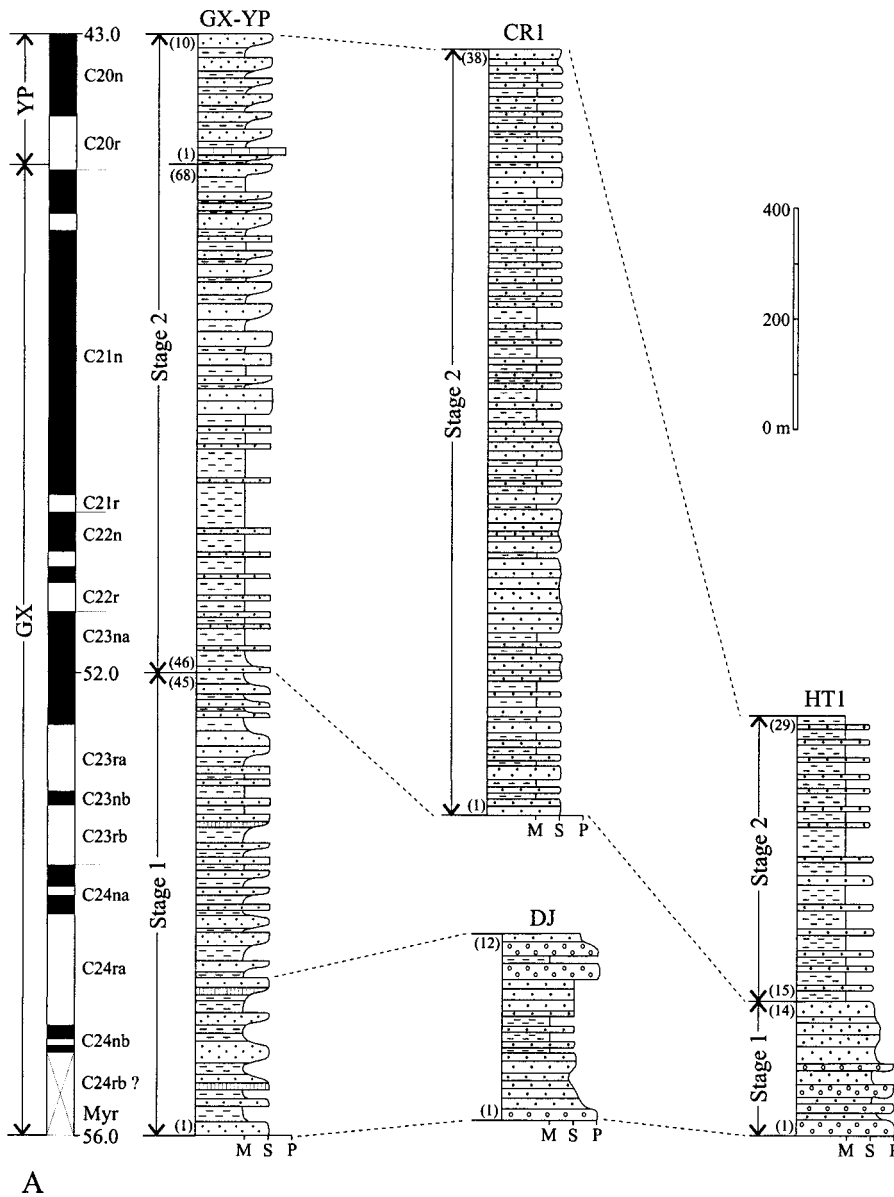 GX-YP
CR1
43.0
(10)
(38)
C20n
YP
C20r
(1)
(68)
400
200
0 m
Stage 2
C21n
Stage 2
C21r
C22n
C22r
GX
C23na
(46)
52.0
(45)
HT1
(29)
C23ra
C23nb
(1)
M S P
C23rb
Stage 2
Stage 1
C24na
DJ
(12)
C24ra
(15)
(14)
C24nb
Stage 1
C24rb ?
Myr
(1)
(1)
(1)
56.0
M S P
M S P
M S P
A